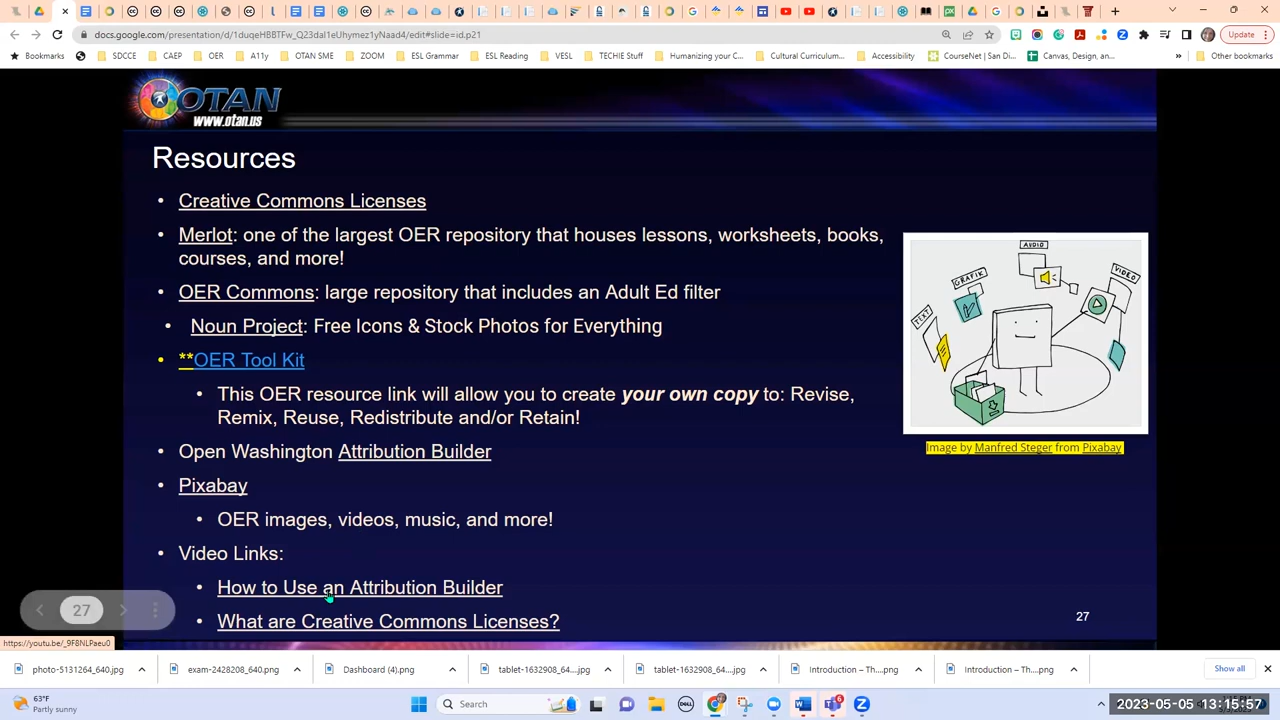 docs.google.com/presentation/d/1duqeHBBTFw_Q23dal1eUhymez1yNaad4/edit#slide=id.p21
Update
Bookmarks
SDCCE
CAEP
OER
A11y
OTAN SME
ZOOM
ESL Grammar
ESL Reading
VESL
TECHIE Stuff
Humanizing your C...
Cultural Curriculum...
Accessibility
CourseNet (San Di...
Canvas, Design, an...
»
Other bookmarks
OTAN
www.otan.us
Resources
• Creative Commons Licenses
• Merlot: one of the largest OER repository that houses lessons, worksheets, books,
courses, and more!
• OER Commons: large repository that includes an Adult Ed filter
• Noun Project: Free Icons & Stock Photos for Everything
• **OER Tool Kit
• This OER resource link will allow you to create your own copy to: Revise,
Remix, Reuse, Redistribute and/or Retain!
• Open Washington Attribution Builder
• Pixabay
• OER images, videos, music, and more!
• Video Links:
• How to Use an Attribution Builder
• What are Creative Commons Licenses?
TEXT
GRAFIK
AUDIO
VIDEO
Image by Manfred Steger from Pixabay
27
27
https://youtu.be/_9F8NLPaeu0
photo-5131264_640.jpg
exam-2428208_640.png
Dashboard (4).png
tablet-1632908_64....jpg
tablet-1632908_64....jpg
Introduction – Th....png
Introduction – Th....png
Show all
63°F
Partly sunny
Search
DELL
6
2023-05-05 13:15:57